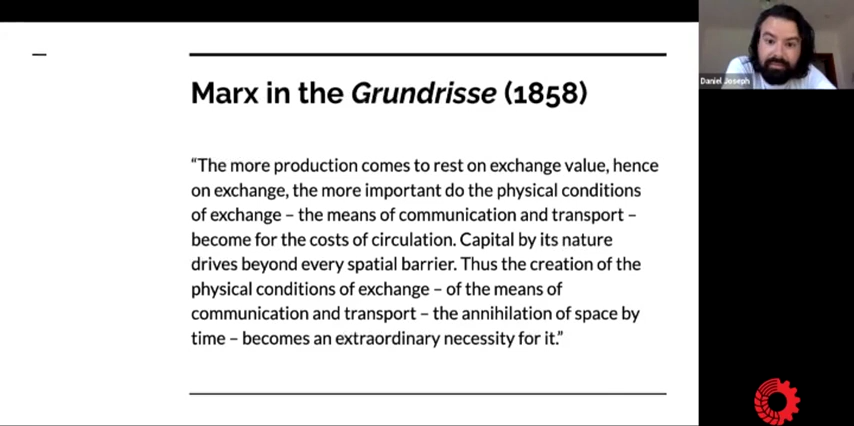 Marx in the Grundrisse (1858)
“The more production comes to rest on exchange value, hence
on exchange, the more important do the physical conditions
of exchange – the means of communication and transport –
become for the costs of circulation. Capital by its nature
drives beyond every spatial barrier. Thus the creation of the
physical conditions of exchange – of the means of
communication and transport – the annihilation of space by
time – becomes an extraordinary necessity for it.”
Daniel Joseph